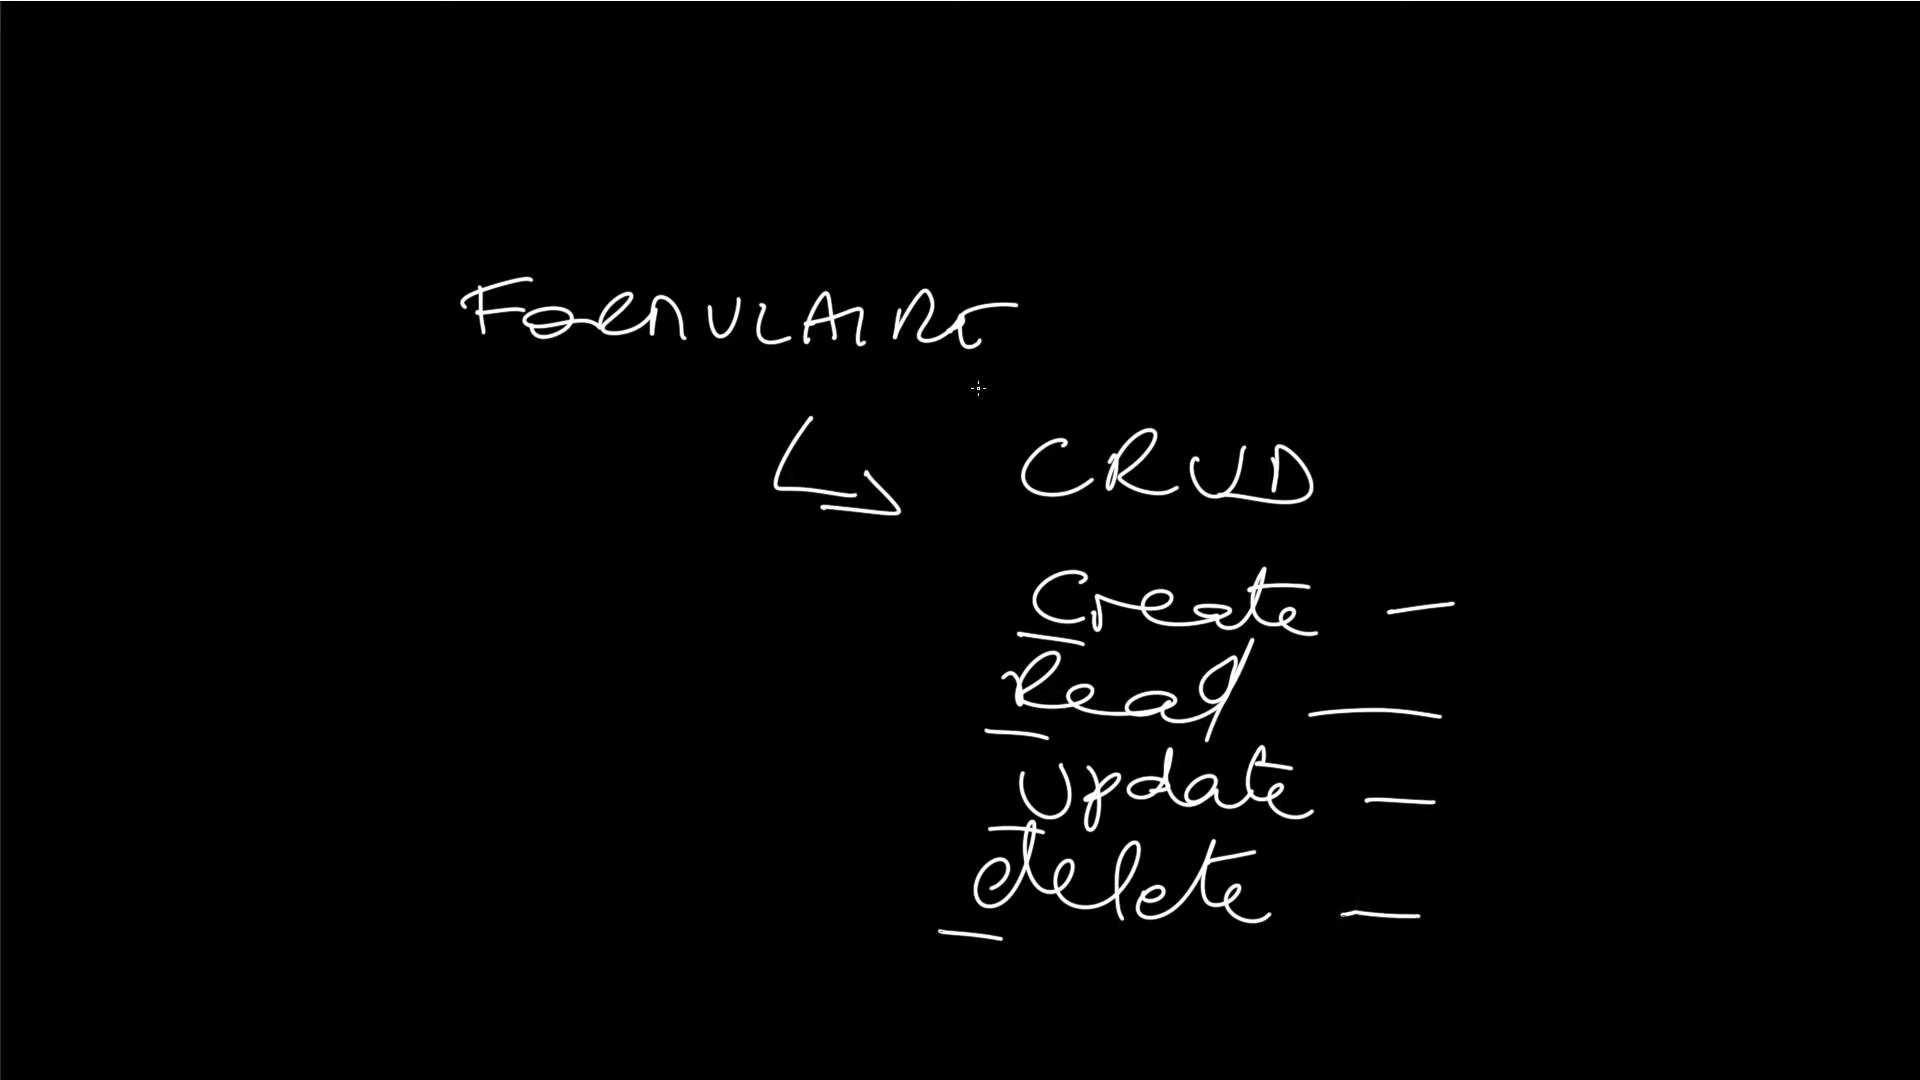 FORMULAIRE
CRUD
Create —
Read —
Update —
delete —